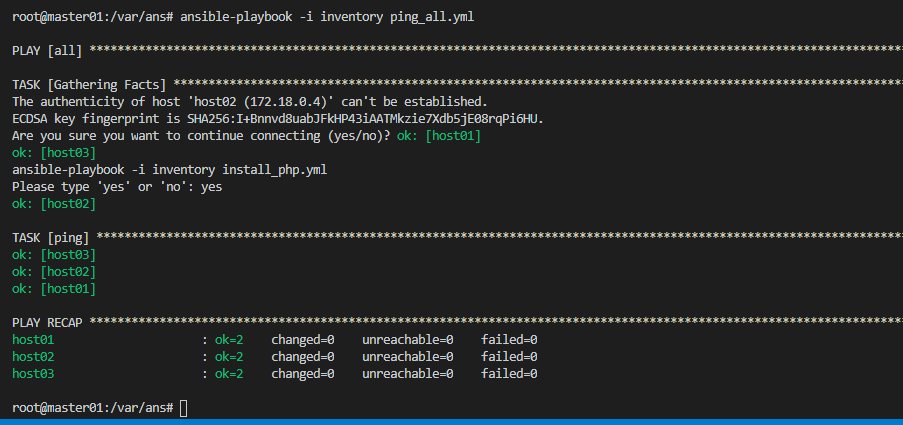 root@master01:/var/ans# ansible-playbook -i inventory ping_all.yml
PLAY [all] ********************************************************************************************************************
TASK [Gathering Facts] ********************************************************************************************************
The authenticity of host 'host02 (172.18.0.4)' can't be established.
ECDSA key fingerprint is SHA256:I+Bnnvd8uabJFkHP43iAATMkzie7Xdb5jE08rqPi6HU.
Are you sure you want to continue connecting (yes/no)? ok: [host01]
ok: [host03]
ansible-playbook -i inventory install_php.yml
Please type 'yes' or 'no': yes
ok: [host02]
TASK [ping] *******************************************************************************************************************
ok: [host03]
ok: [host02]
ok: [host01]
PLAY RECAP ********************************************************************************************************************
host01 : ok=2 changed=0 unreachable=0 failed=0
host02 : ok=2 changed=0 unreachable=0 failed=0
host03 : ok=2 changed=0 unreachable=0 failed=0
root@master01:/var/ans#